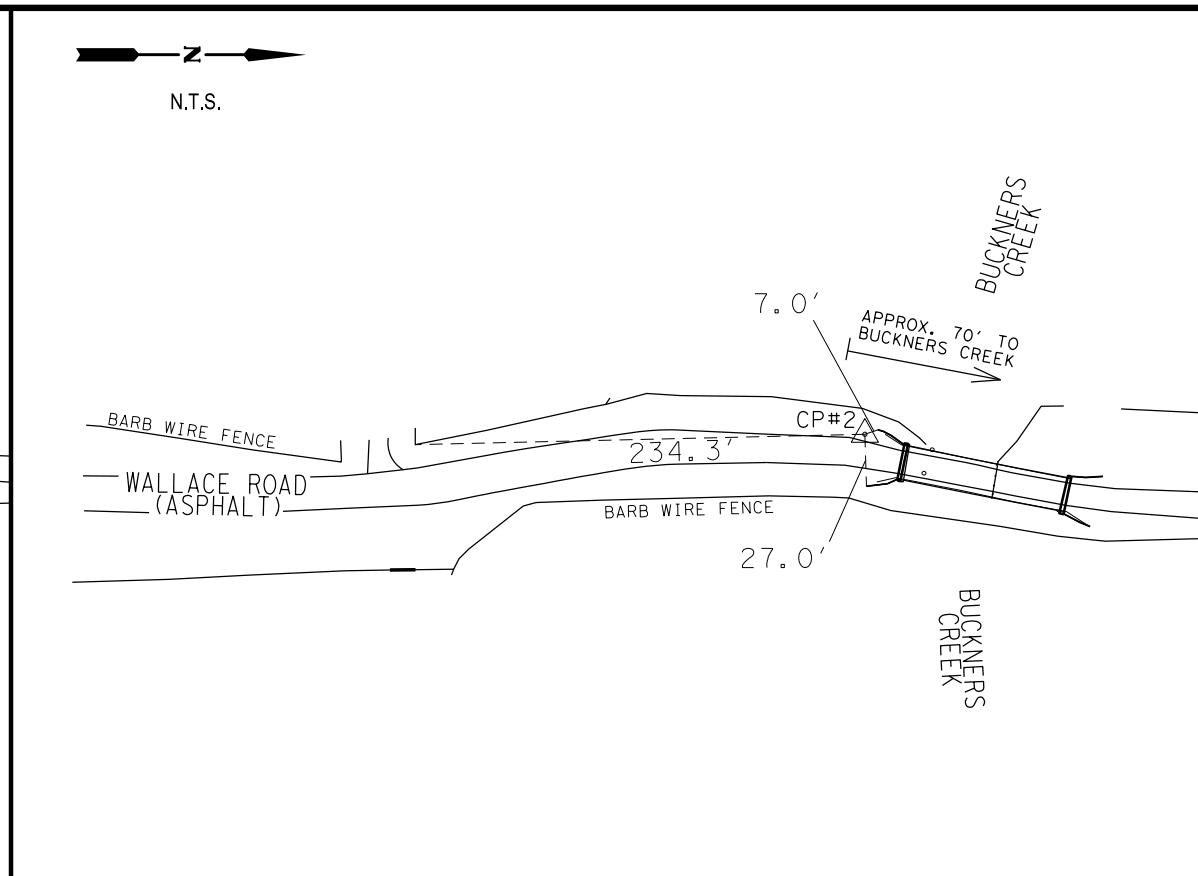 N
N.T.S.
BUCKNERS
CREEK
7.0'
APPROX. 70' TO
BUCKNERS CREEK
CP#2
BARB WIRE FENCE
234.3'
WALLACE ROAD
(ASPHALT)
BARB WIRE FENCE
27.0'
BUCKNERS
CREEK